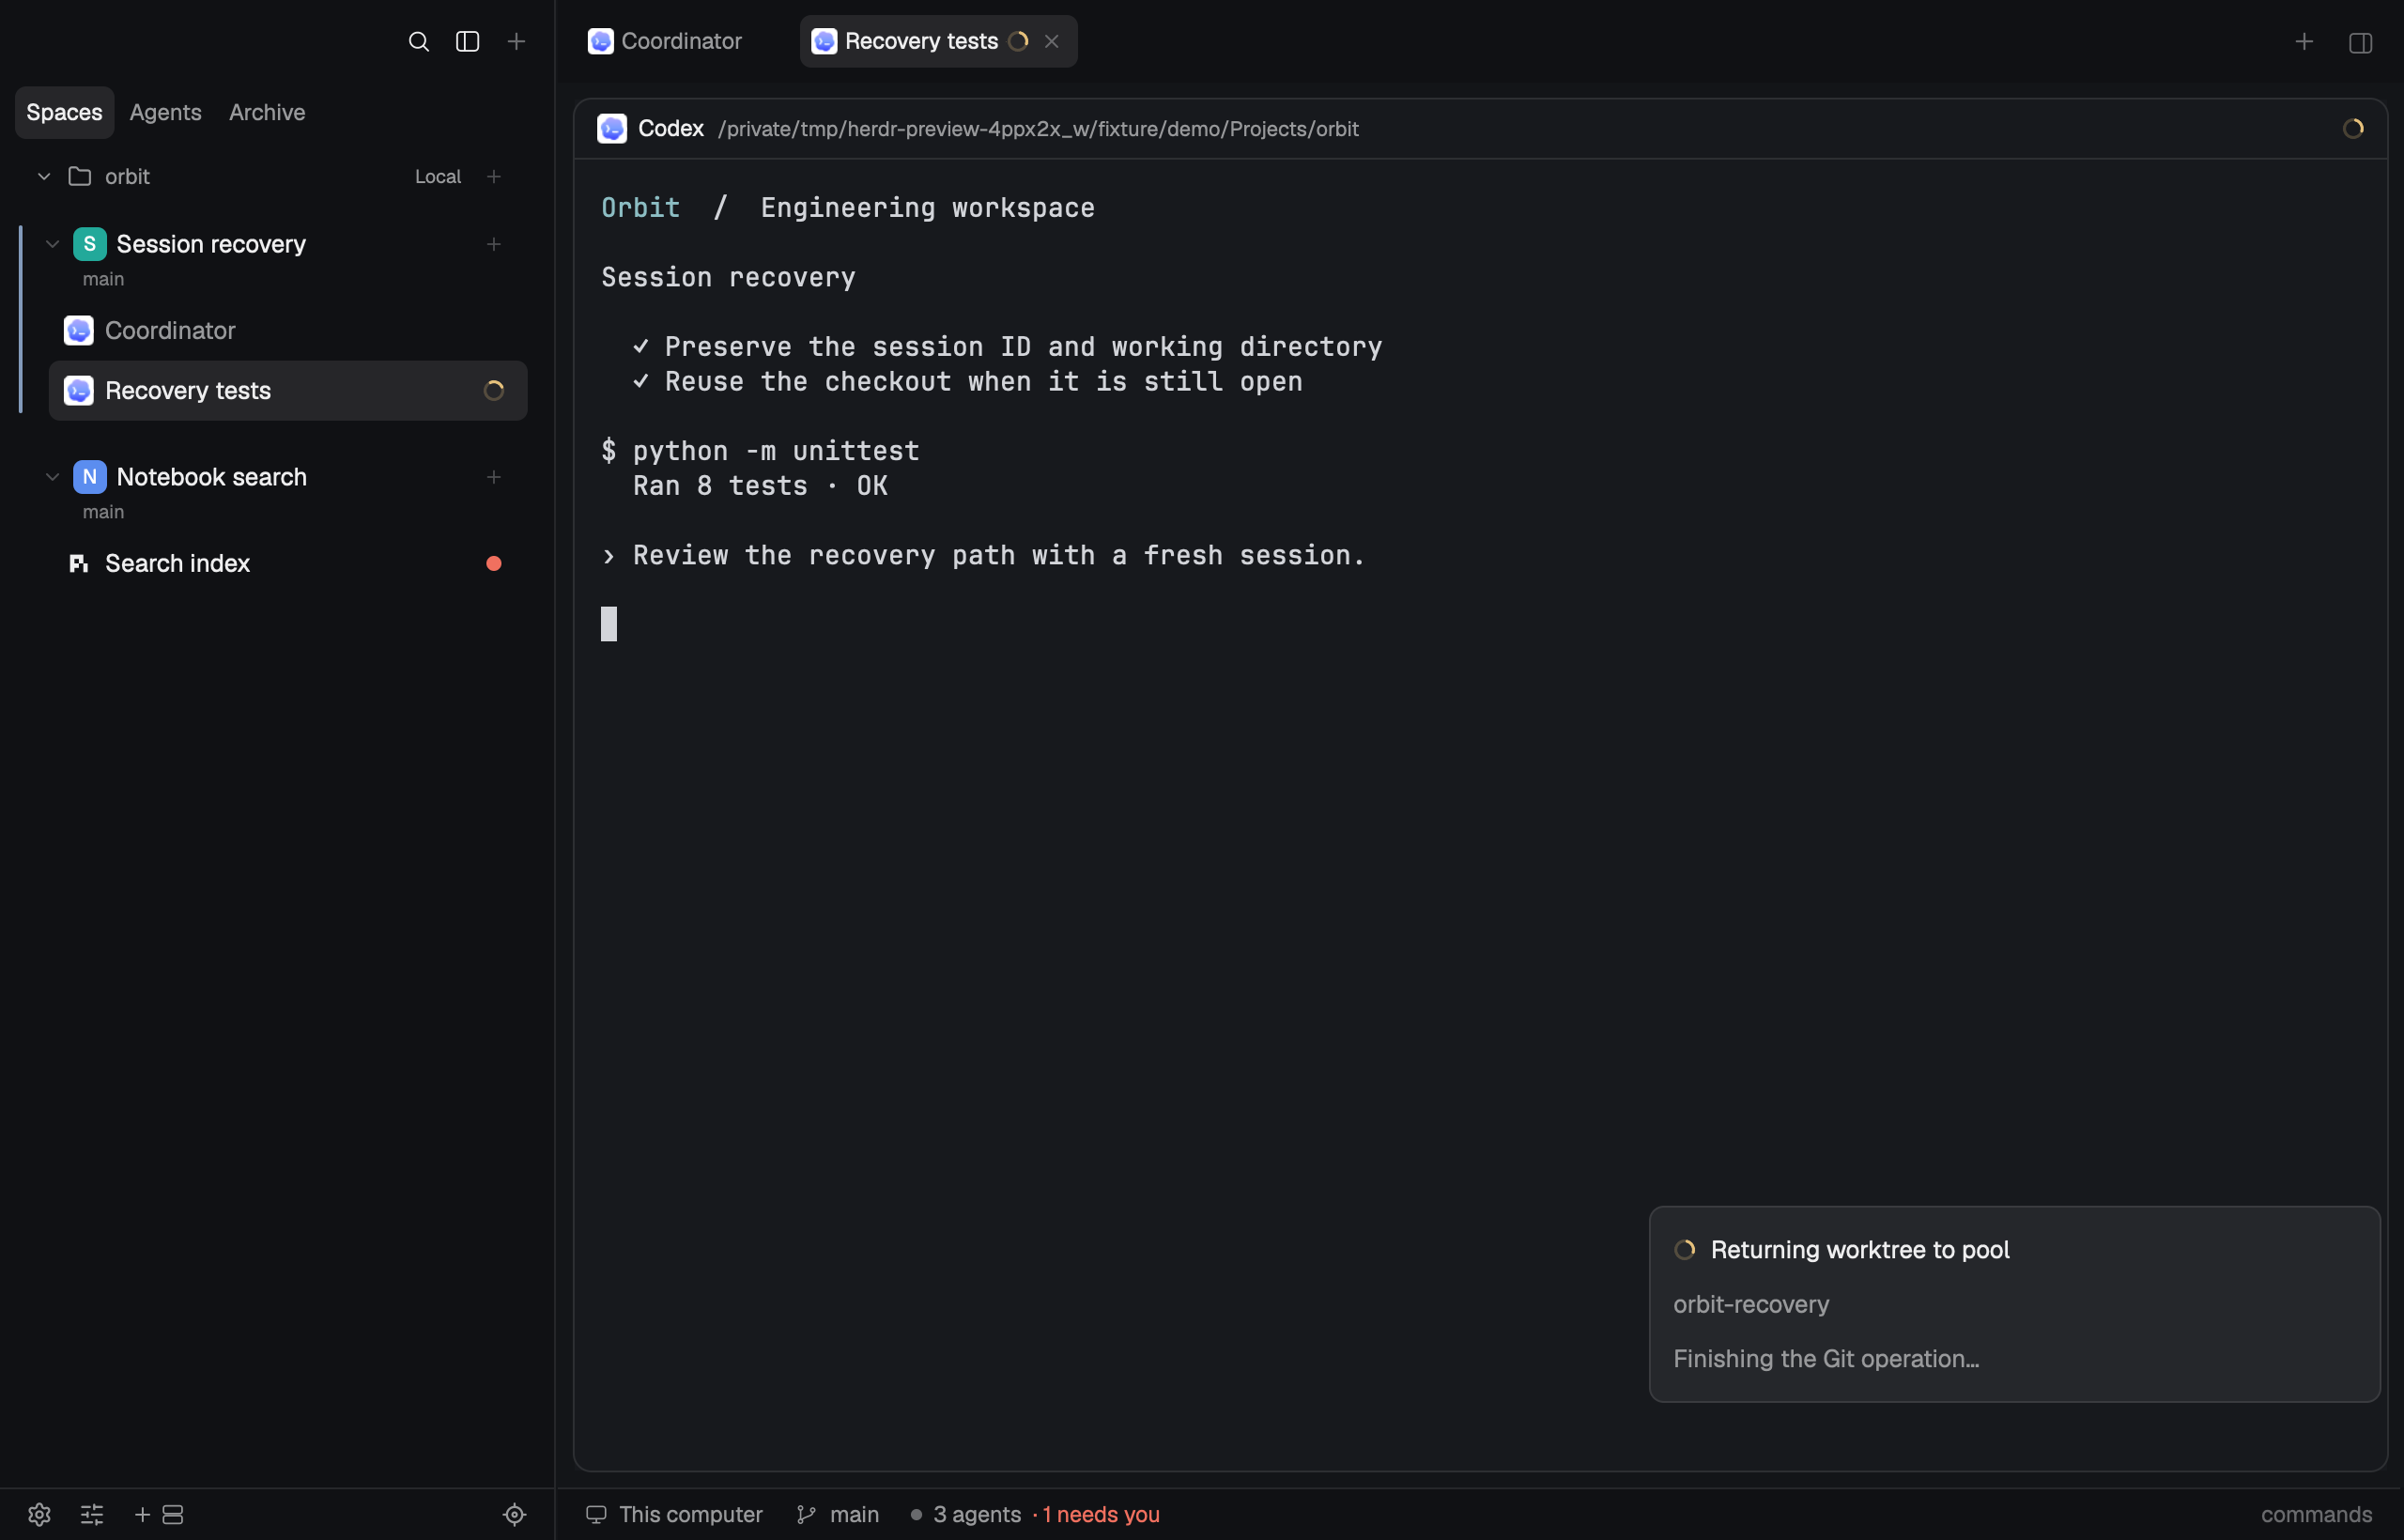 Coordinator
Recovery tests
Spaces Agents Archive
orbit Local
S Session recovery
main
Coordinator
Recovery tests
N Notebook search
main
Search index
Codex /private/tmp/herdr-preview-4ppx2x_w/fixture/demo/Projects/orbit
Orbit / Engineering workspace
Session recovery
✓ Preserve the session ID and working directory
✓ Reuse the checkout when it is still open
$ python -m unittest
Ran 8 tests · OK
› Review the recovery path with a fresh session.
Returning worktree to pool
orbit-recovery
Finishing the Git operation…
This computer main 3 agents · 1 needs you commands